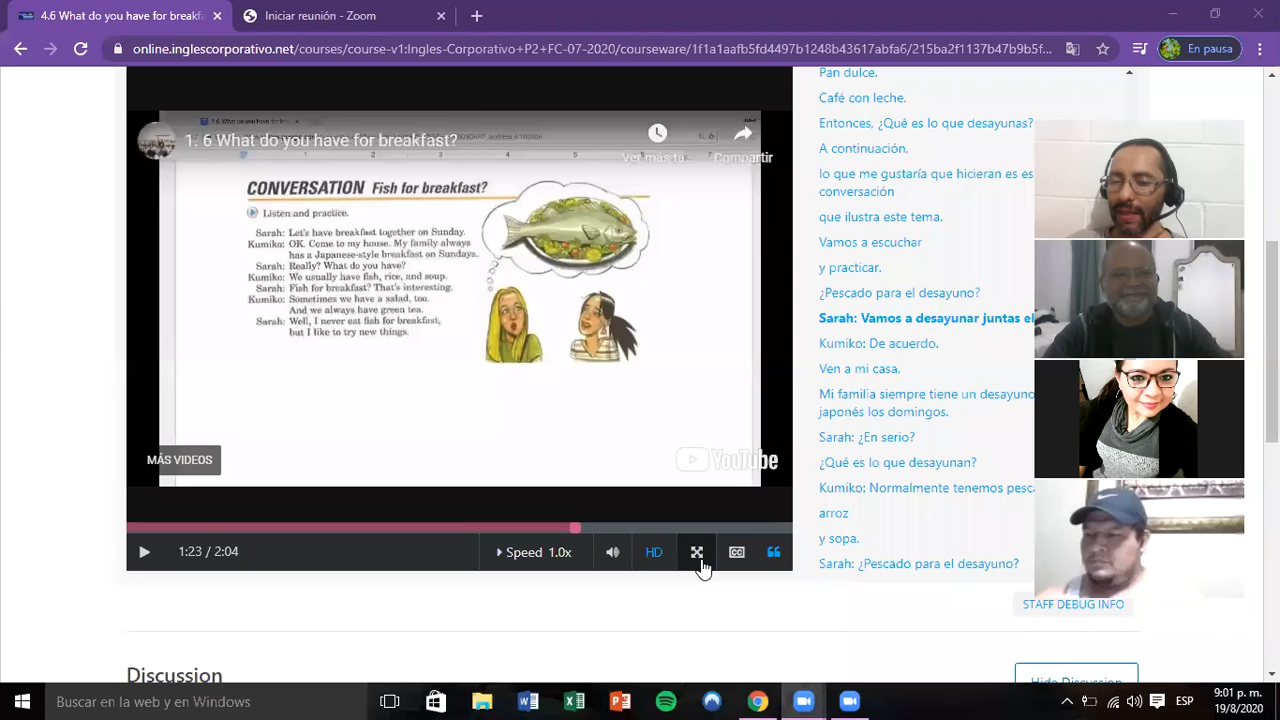 4.6 What do you have for breakfa
Iniciar reunión - Zoom
online.inglescorporativo.net/courses/course-v1:Ingles-Corporativo+P2+FC-07-2020/courseware/1f1a1aafb5fd4497b1248b43617abfa6/215ba2f1137b47b9b5f...
En pausa
1. 6 What do you have for breakfast?
Ver más ta...
Compartir
CONVERSATION Fish for breakfast?
Listen and practice.
Sarah: Let's have breakfast together on Sunday.
Kumiko: OK. Come to my house. My family always
has a Japanese-style breakfast on Sundays.
Sarah: Really? What do you have?
Kumiko: We usually have fish, rice, and soup.
Sarah: Fish for breakfast? That's interesting.
Kumiko: Sometimes we have a salad, too.
And we always have green tea.
Sarah: Well, I never eat fish for breakfast,
but I like to try new things.
MÁS VIDEOS
YouTube
1:23 / 2:04
Speed 1.0x
HD
Pan dulce.
Café con leche.
Entonces, ¿Qué es lo que desayunas?
A continuación,
lo que me gustaría que hicieran es es
conversación
que ilustra este tema.
Vamos a escuchar
y practicar.
¿Pescado para el desayuno?
Sarah: Vamos a desayunar juntas el
Kumiko: De acuerdo.
Ven a mi casa.
Mi familia siempre tiene un desayuno
japonés los domingos.
Sarah: ¿En serio?
¿Qué es lo que desayunan?
Kumiko: Normalmente tenemos pesca
arroz
y sopa.
Sarah: ¿Pescado para el desayuno?
STAFF DEBUG INFO
Discussion
Hide Discussion
Buscar en la web y en Windows
ESP
9:01 p. m.
19/8/2020